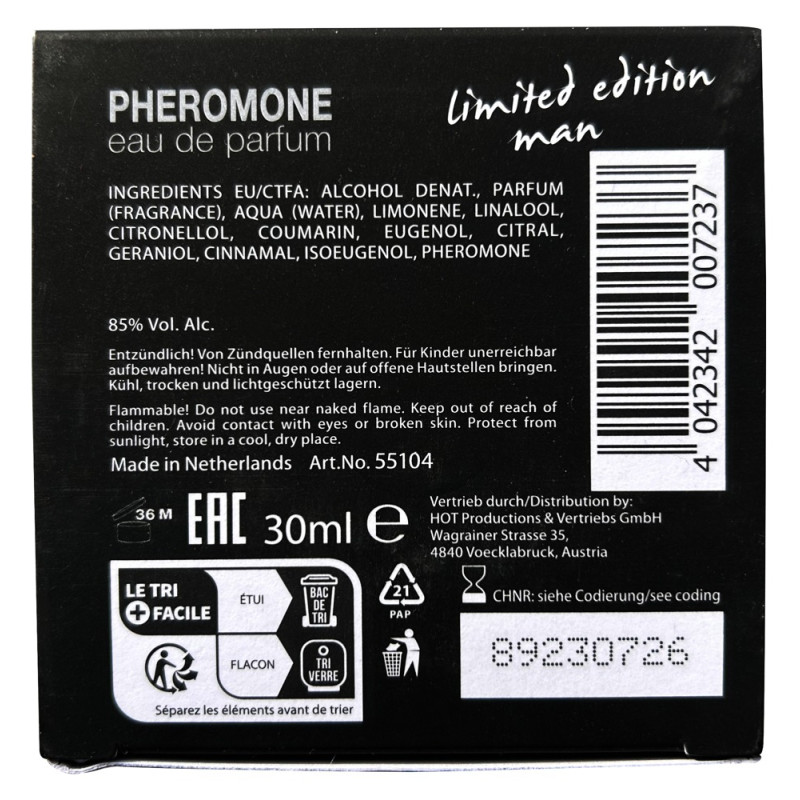 PHEROMONE
eau de parfum
limited edition
man
INGREDIENTS EU/CTFA: ALCOHOL DENAT., PARFUM
(FRAGRANCE), AQUA (WATER), LIMONENE, LINALOOL,
CITRONELLOL, COUMARIN, EUGENOL, CITRAL,
GERANIOL, CINNAMAL, ISOEUGENOL, PHEROMONE
4 042342 007237
85% Vol. Alc.
Entzündlich! Von Zündquellen fernhalten. Für Kinder unerreichbar
aufbewahren! Nicht in Augen oder auf offene Hautstellen bringen.
Kühl, trocken und lichtgeschützt lagern.
Flammable! Do not use near naked flame. Keep out of reach of
children. Avoid contact with eyes or broken skin. Protect from
sunlight, store in a cool, dry place.
Made in Netherlands Art.No. 55104
36 M
EAC
30ml e
Vertrieb durch/Distribution by:
HOT Productions & Vertriebs GmbH
Wagrainer Strasse 35,
4840 Voecklabruck, Austria
LE TRI
+ FACILE
ÉTUI
BAC
DE
TRI
FLACON
TRI
VERRE
Séparez les éléments avant de trier
21
PAP
CHNR: siehe Codierung/see coding
89230726